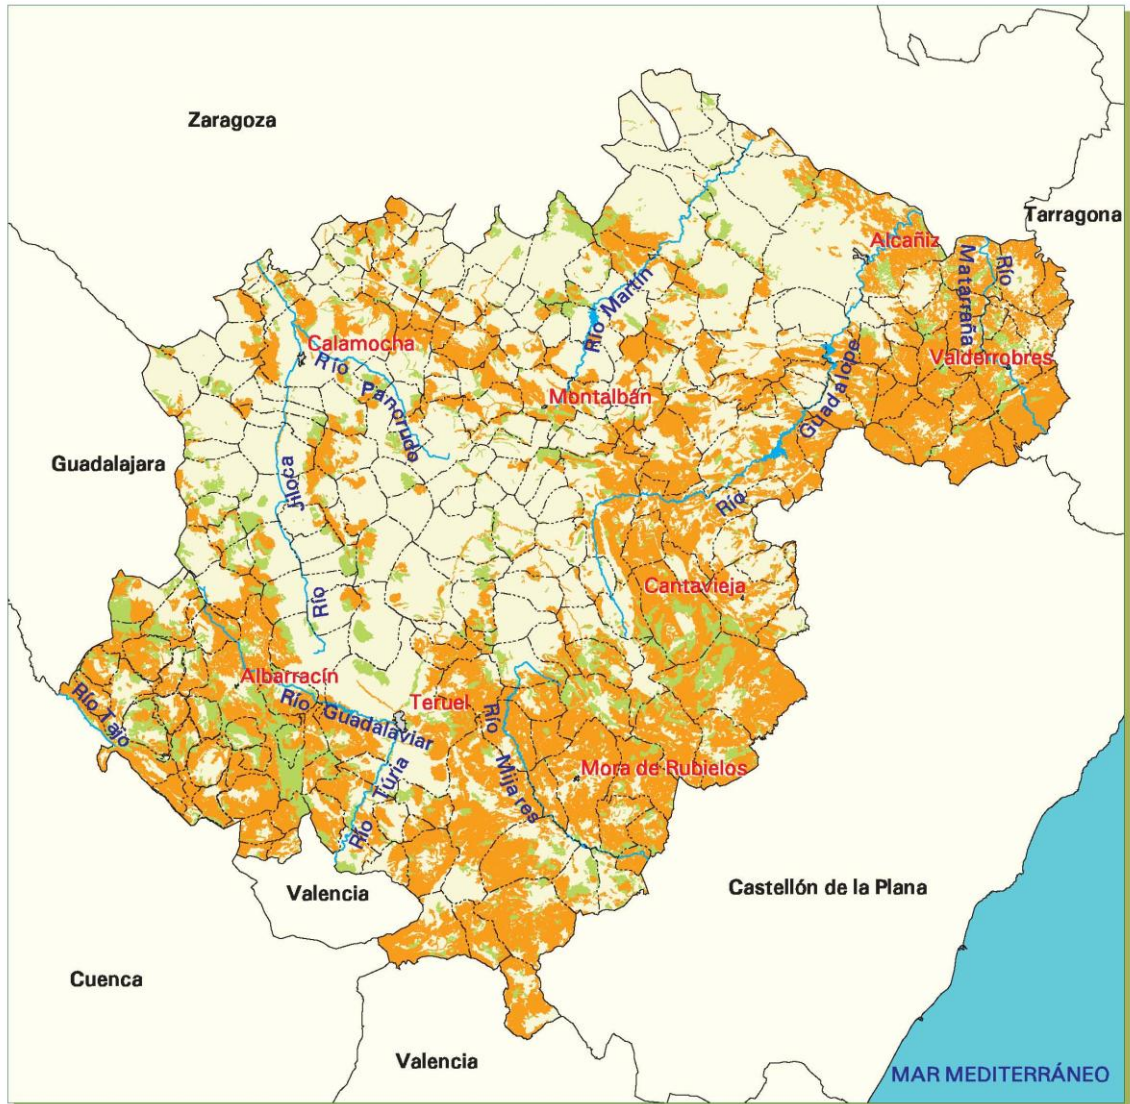 Zaragoza
Tarragona
Alcañiz
Río
Matarraña
Río Martín
Calamocha
Río Pancrudo
Valderrobres
Montalbán
Río Guadalope
Guadalajara
Río Jiloca
Cantavieja
Albarracín
Río Guadalaviar
Teruel
Río Tajo
Río Mijares
Río Turia
Mora de Rubielos
Valencia
Castellón de la Plana
Cuenca
Valencia
MAR MEDITERRÁNEO